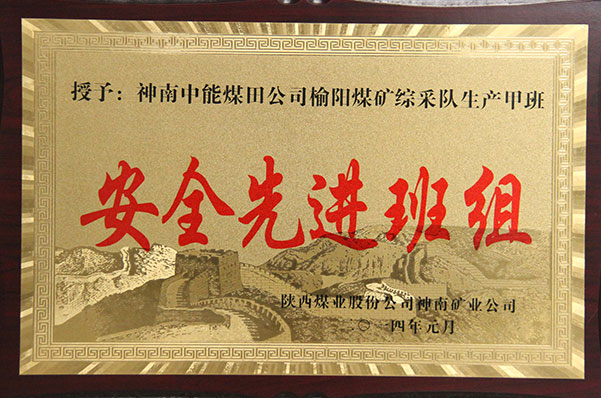 授予：神南中能煤田公司榆阳煤矿综采队生产甲班
安全先进班组
陕西煤业股份公司神南矿业公司
二〇一四年元月